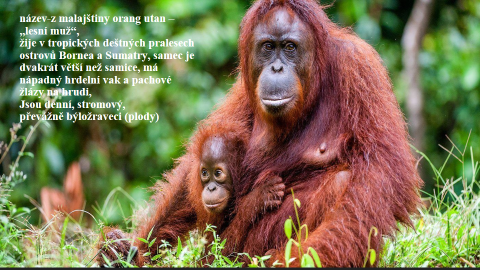 název-z malajštiny orang utan –
„lesní muž“,
žije v tropických deštných pralesech
ostrovů Bornea a Sumatry, samec je
dvakrát větší než samice, má
nápadný hrdelní vak a pachové
žlázy na hrudi,
Jsou denní, stromový,
převážně býložravecí (plody)